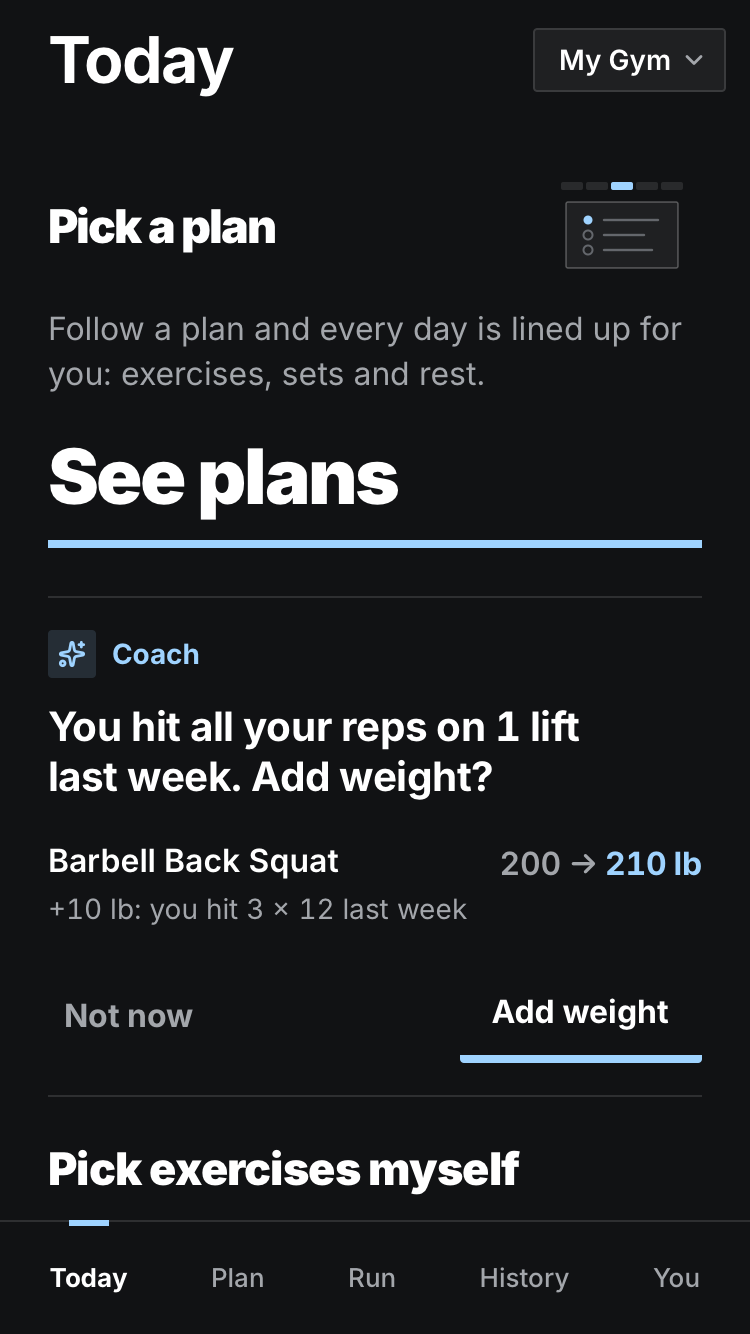 Today
My Gym
Pick a plan
Follow a plan and every day is lined up for
you: exercises, sets and rest.
See plans
Coach
You hit all your reps on 1 lift
last week. Add weight?
Barbell Back Squat
200 → 210 lb
+10 lb: you hit 3 × 12 last week
Not now
Add weight
Pick exercises myself
Today
Plan
Run
History
You